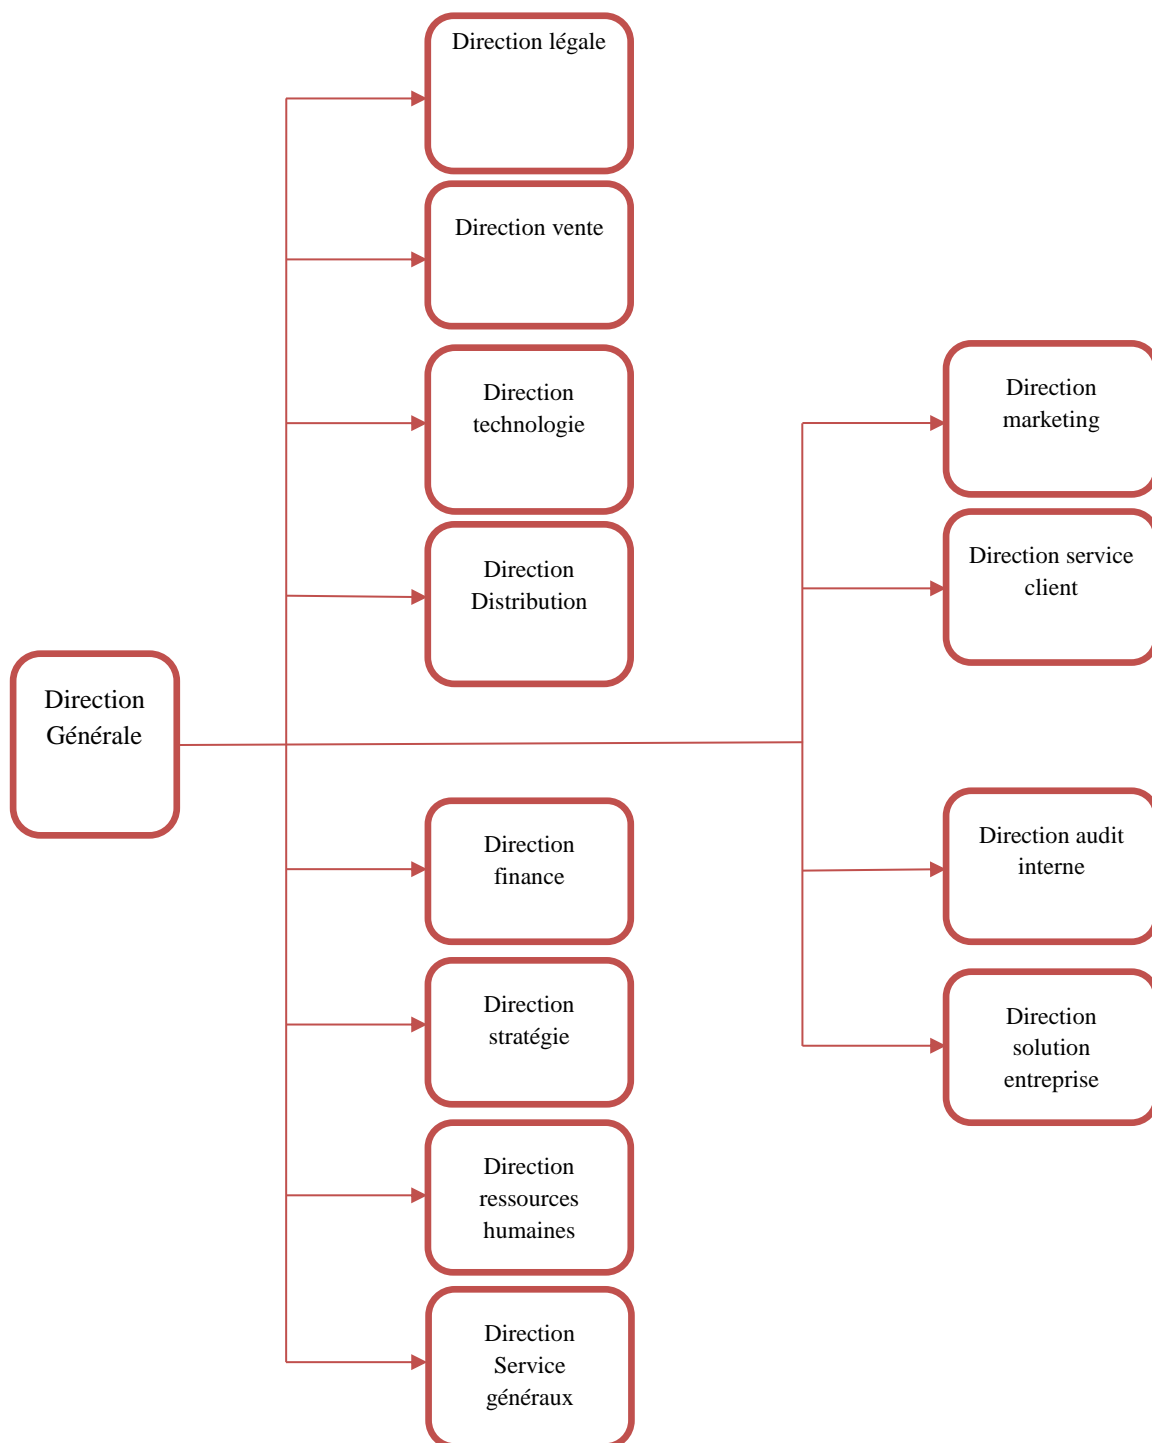 Direction légale
Direction vente
Direction
technologie
Direction
Distribution
Direction
Générale
Direction
finance
Direction
stratégie
Direction
ressources
humaines
Direction
Service
généraux
Direction
marketing
Direction service
client
Direction audit
interne
Direction
solution
entreprise